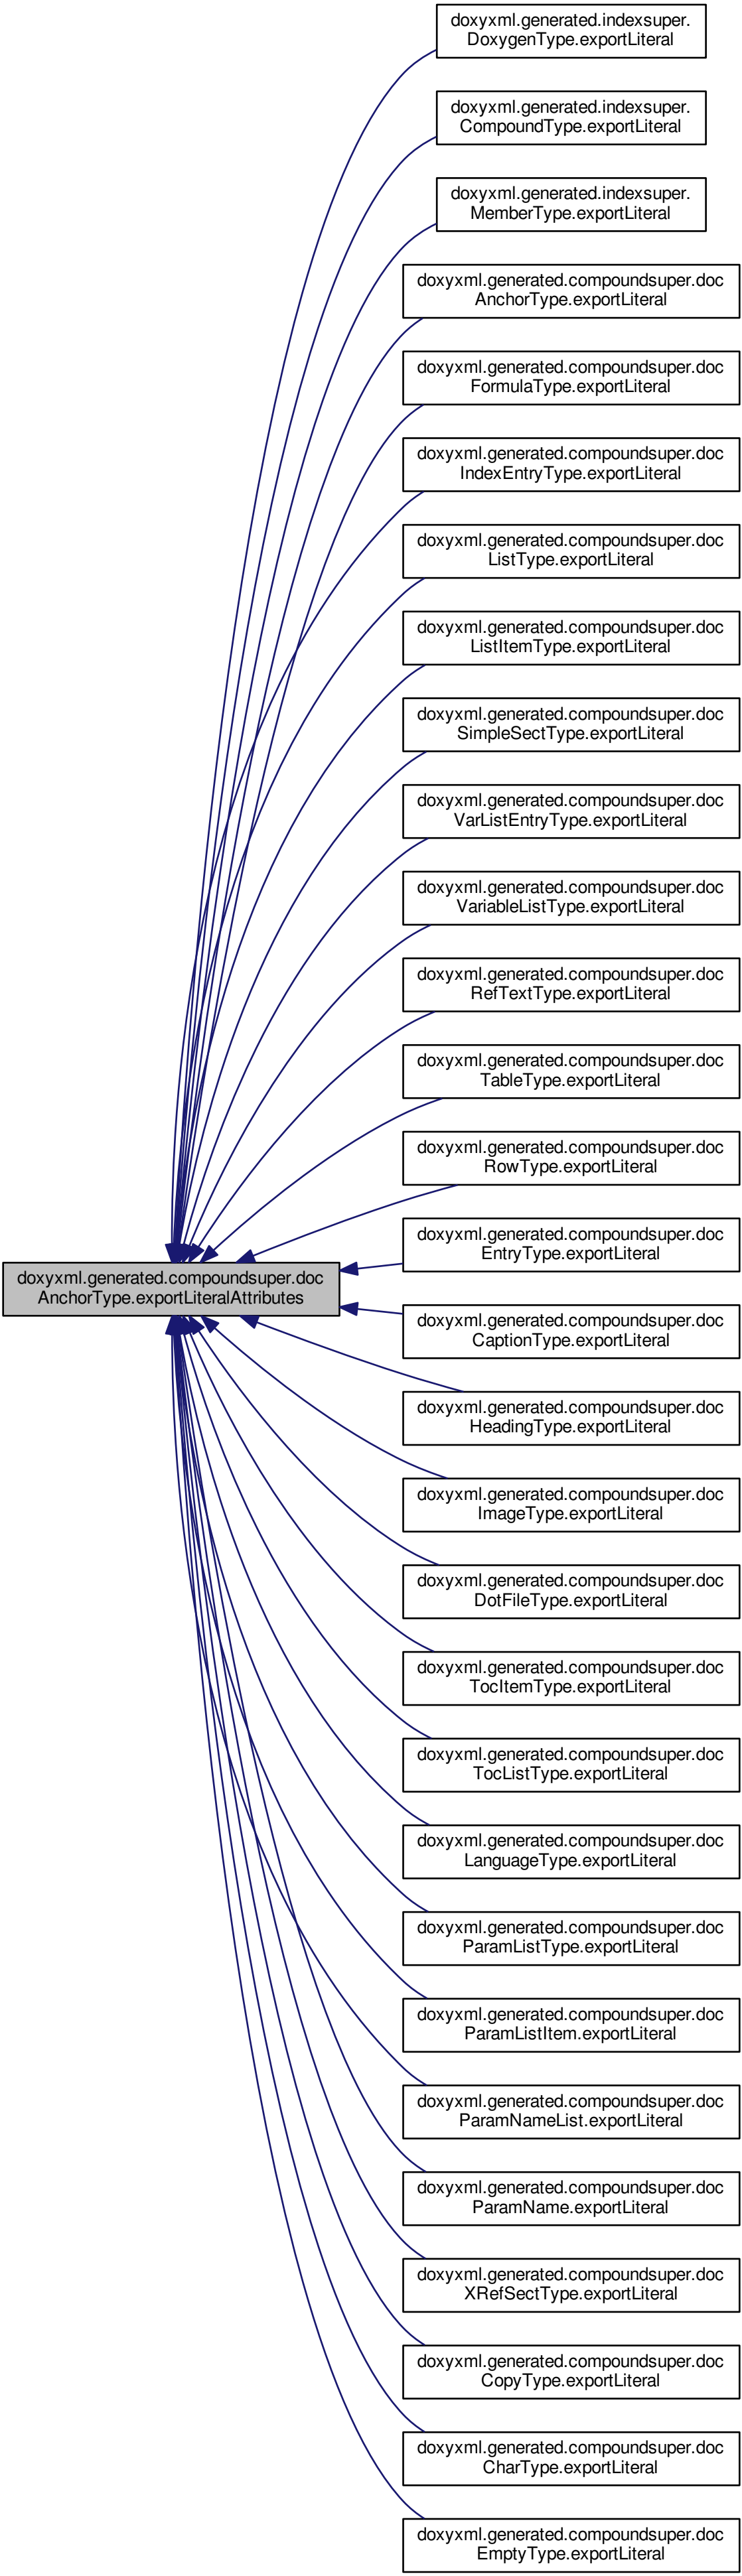 doxyxml.generated.indexsuper.
DoxygenType.exportLiteral
doxyxml.generated.indexsuper.
CompoundType.exportLiteral
doxyxml.generated.indexsuper.
MemberType.exportLiteral
doxyxml.generated.compoundsuper.doc
AnchorType.exportLiteral
doxyxml.generated.compoundsuper.doc
FormulaType.exportLiteral
doxyxml.generated.compoundsuper.doc
IndexEntryType.exportLiteral
doxyxml.generated.compoundsuper.doc
ListType.exportLiteral
doxyxml.generated.compoundsuper.doc
ListItemType.exportLiteral
doxyxml.generated.compoundsuper.doc
SimpleSectType.exportLiteral
doxyxml.generated.compoundsuper.doc
VarListEntryType.exportLiteral
doxyxml.generated.compoundsuper.doc
VariableListType.exportLiteral
doxyxml.generated.compoundsuper.doc
RefTextType.exportLiteral
doxyxml.generated.compoundsuper.doc
TableType.exportLiteral
doxyxml.generated.compoundsuper.doc
RowType.exportLiteral
doxyxml.generated.compoundsuper.doc
EntryType.exportLiteral
doxyxml.generated.compoundsuper.doc
AnchorType.exportLiteralAttributes
doxyxml.generated.compoundsuper.doc
CaptionType.exportLiteral
doxyxml.generated.compoundsuper.doc
HeadingType.exportLiteral
doxyxml.generated.compoundsuper.doc
ImageType.exportLiteral
doxyxml.generated.compoundsuper.doc
DotFileType.exportLiteral
doxyxml.generated.compoundsuper.doc
TocItemType.exportLiteral
doxyxml.generated.compoundsuper.doc
TocListType.exportLiteral
doxyxml.generated.compoundsuper.doc
LanguageType.exportLiteral
doxyxml.generated.compoundsuper.doc
ParamListType.exportLiteral
doxyxml.generated.compoundsuper.doc
ParamListItem.exportLiteral
doxyxml.generated.compoundsuper.doc
ParamNameList.exportLiteral
doxyxml.generated.compoundsuper.doc
ParamName.exportLiteral
doxyxml.generated.compoundsuper.doc
XRefSectType.exportLiteral
doxyxml.generated.compoundsuper.doc
CopyType.exportLiteral
doxyxml.generated.compoundsuper.doc
CharType.exportLiteral
doxyxml.generated.compoundsuper.doc
EmptyType.exportLiteral